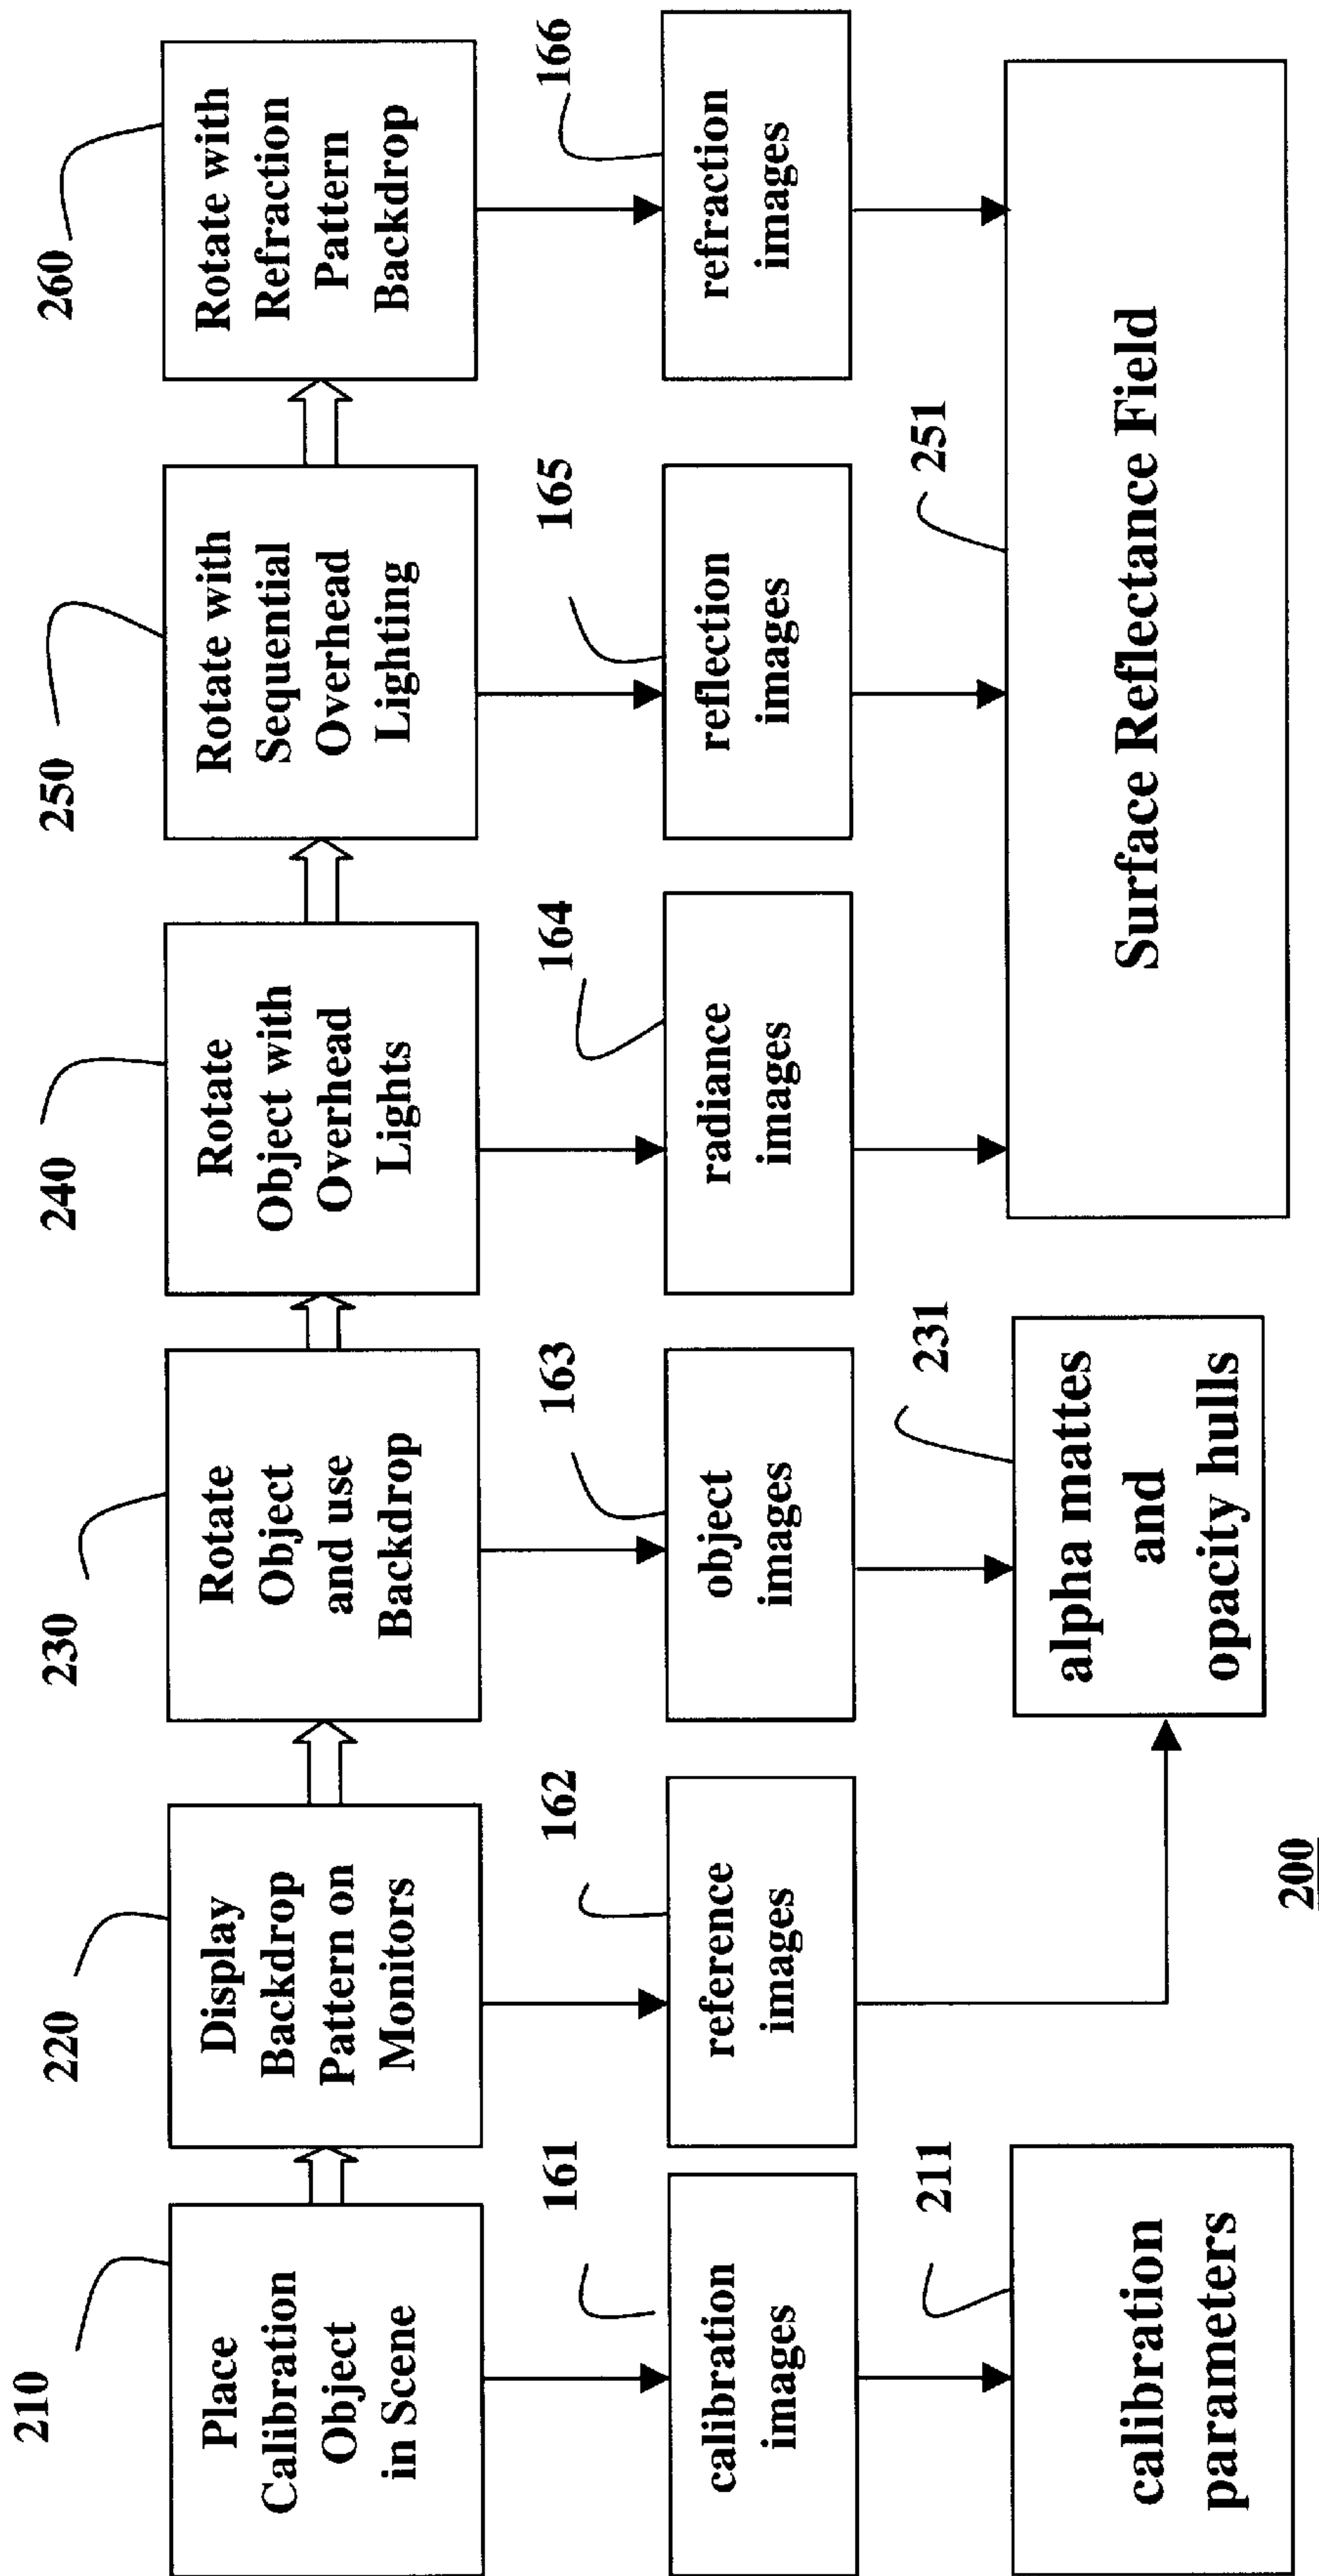 210
Place
Calibration
Object
in Scene
220
Display
Backdrop
Pattern on
Monitors
230
Rotate
Object
and use
Backdrop
240
Rotate
Object with
Overhead
Lights
250
Rotate with
Sequential
Overhead
Lighting
260
Rotate with
Refraction
Pattern
Backdrop
161
calibration
images
162
reference
images
163
object
images
164
radiance
images
165
reflection
images
166
refraction
images
211
calibration
parameters
231
alpha mattes
and
opacity hulls
251
Surface Reflectance Field
200